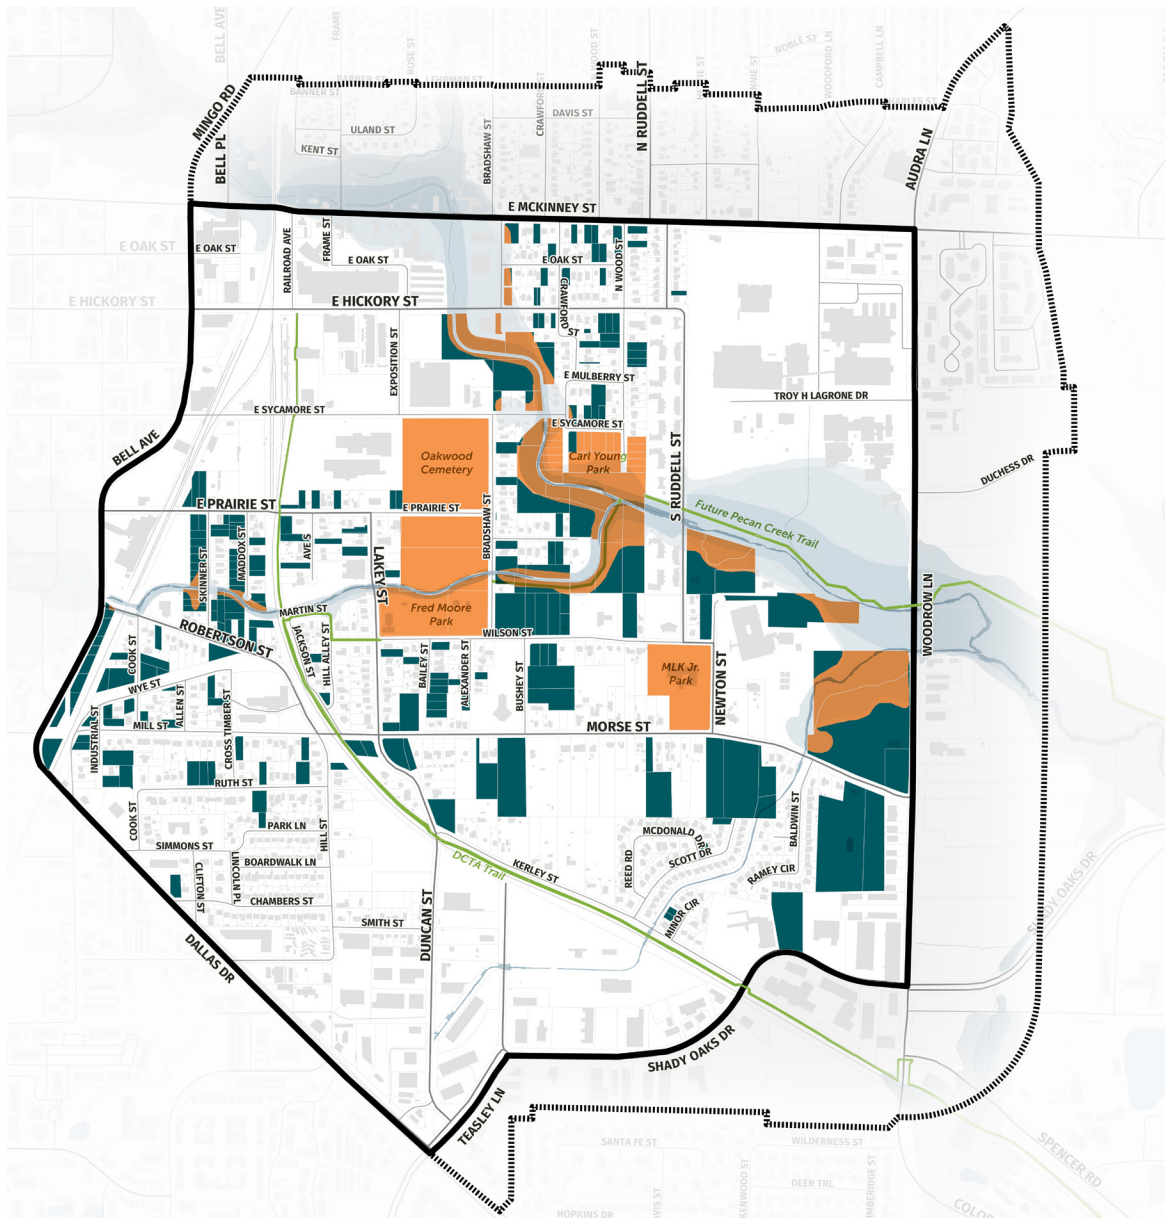 BELL AVE
FRAME ST
ROSE ST
NOBLE ST
WOODFORD LN
CAMPBELL LN
BARBER ST
LEHRMAN ST
BANNER ST
CRAWFORD ST
DAVIS ST
N RUDDELL ST
CHARLES ST
MINGO RD
ULAND ST
KENT ST
BELL PL
BRADSHAW ST
AUDRA LN
E MCKINNEY ST
E OAK ST
E OAK ST
RAILROAD AVE
FRAME ST
E OAK ST
E OAK ST
N WOOD ST
E HICKORY ST
E HICKORY ST
CRAWFORD
ST
EXPOSITION ST
E MULBERRY ST
TROY H LAGRONE DR
E SYCAMORE ST
E SYCAMORE ST
BELL AVE
Oakwood
Cemetery
Carl Young
Park
S RUDDELL ST
DUCHESS DR
E PRAIRIE ST
E PRAIRIE ST
BRADSHAW ST
Future Pecan Creek Trail
SKINNER ST
MADDOX ST
AVE S
LAKEY ST
WOODROW LN
MARTIN ST
Fred Moore
Park
ROBERTSON ST
JACKSON ST
HILL ALLEY ST
WILSON ST
COOK ST
BAILEY ST
ALEXANDER ST
BUSHEY ST
MLK Jr.
Park
NEWTON ST
WYE ST
ALLEN ST
CROSS TIMBER ST
INDUSTRIAL ST
MILL ST
MORSE ST
RUTH ST
COOK ST
PARK LN
HILL ST
SIMMONS ST
BOARDWALK LN
LINCOLN PL
CLIFTON ST
CHAMBERS ST
DCTA Trail
KERLEY ST
REED RD
MCDONALD DR
SCOTT DR
BALDWIN ST
RAMEY CIR
MINOR CIR
SMITH ST
DUNCAN ST
DALLAS DR
SHADY OAKS DR
SHADY OAKS DR
TEASLEY LN
SANTA FE ST
WILDERNESS ST
DEER TRL
SPENCER RD
HOPKINS DR